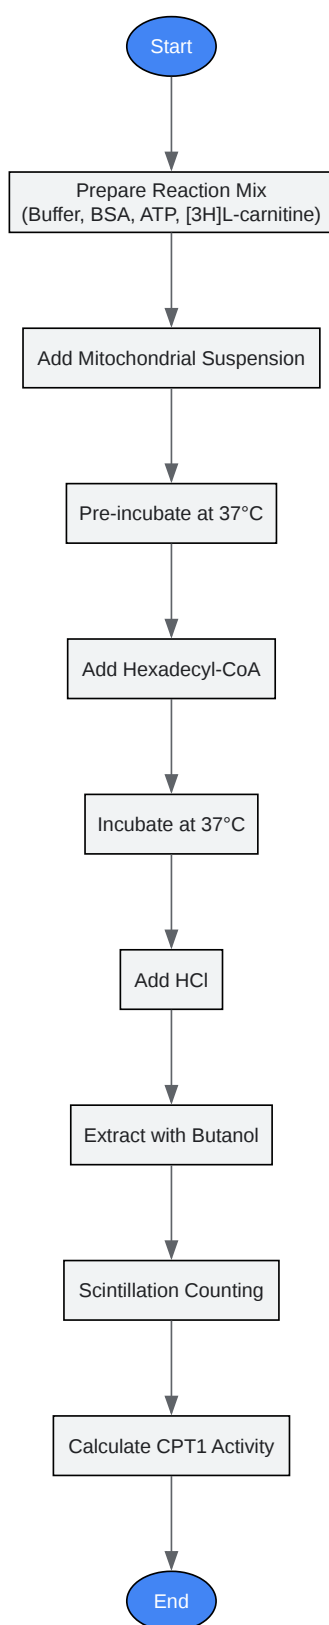 Start
Prepare Reaction Mix
(Buffer, BSA, ATP, [3H]L-carnitine)
Add Mitochondrial Suspension
Pre-incubate at 37°C
Add Hexadecyl-CoA
Incubate at 37°C
Add HCl
Extract with Butanol
Scintillation Counting
Calculate CPT1 Activity
End